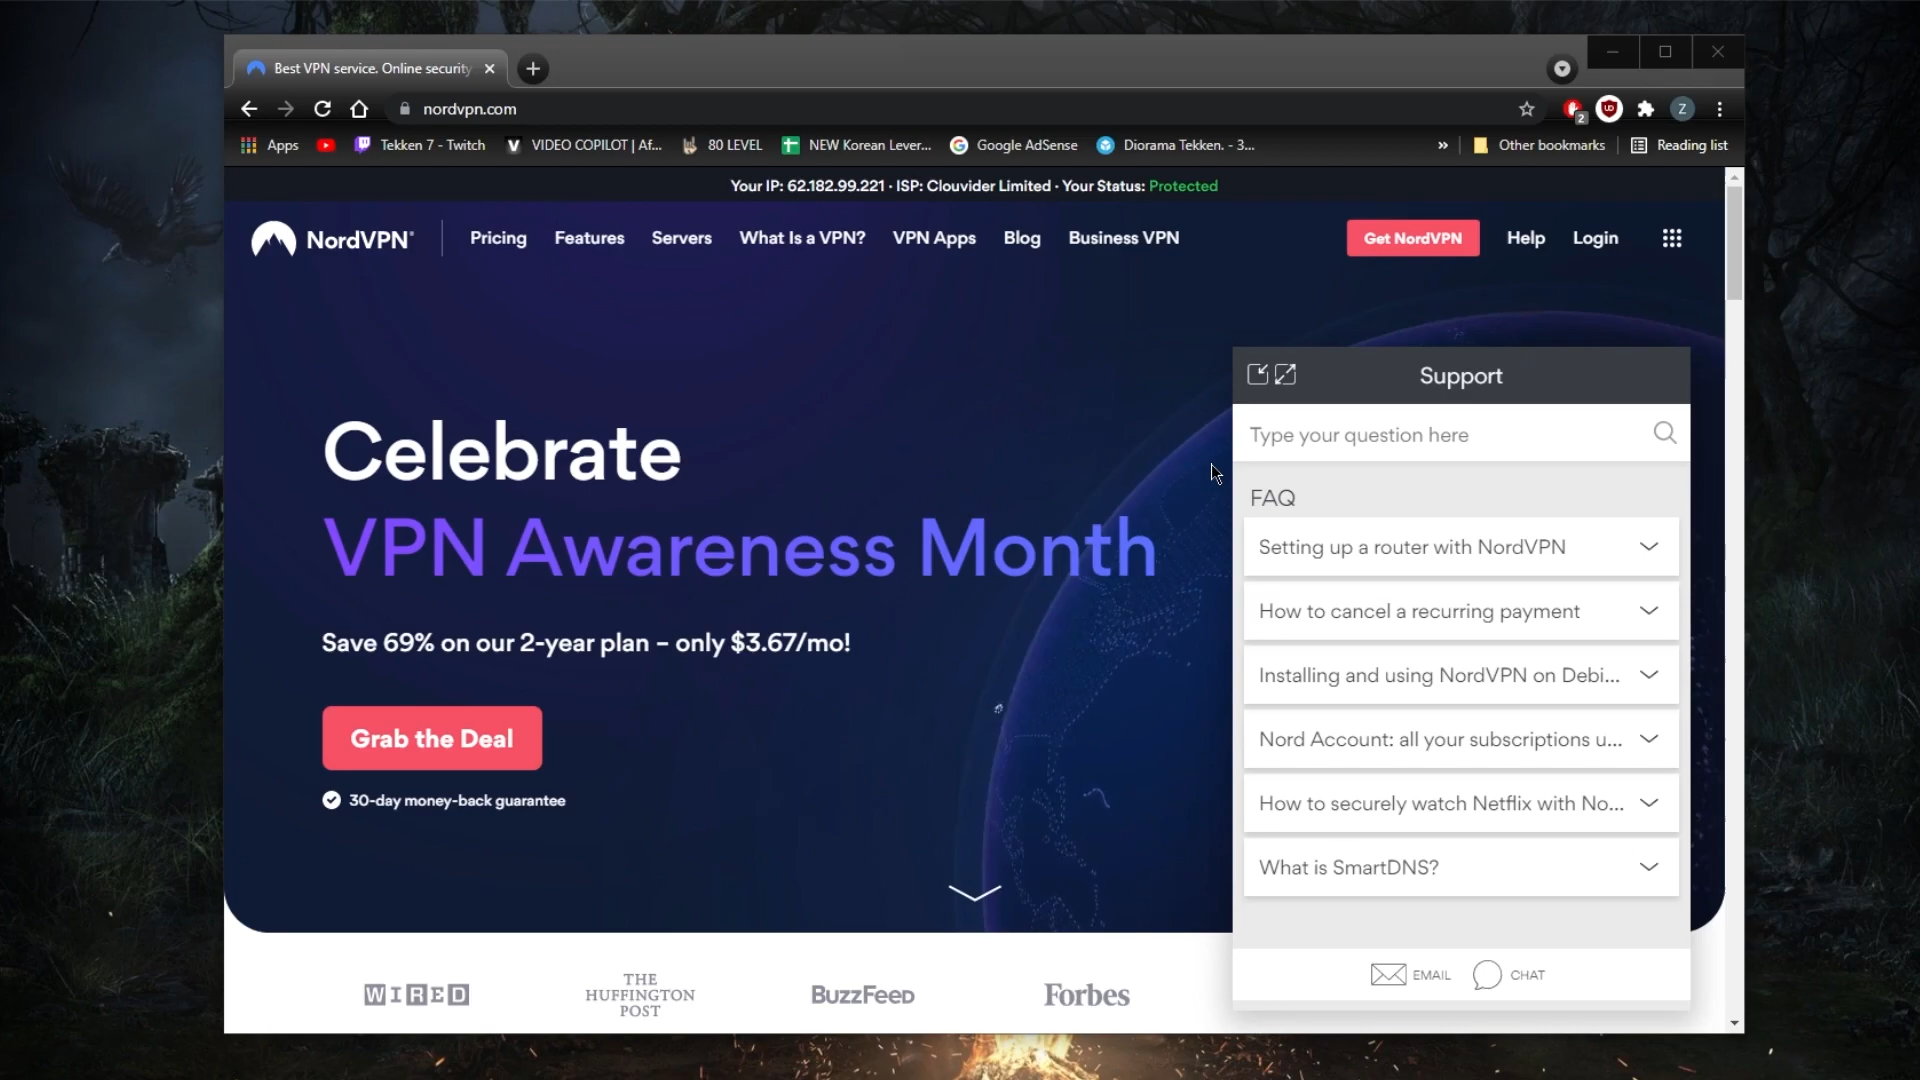 Best VPN service. Online security
nordvpn.com
2
Z
Apps
Tekken 7 - Twitch
VIDEO COPILOT | Af...
80 LEVEL
NEW Korean Lever...
Google AdSense
Diorama Tekken. - 3...
»
Other bookmarks
Reading list
Your IP: 62.182.99.221 · ISP: Clouvider Limited · Your Status: Protected
NordVPN®
Pricing
Features
Servers
What Is a VPN?
VPN Apps
Blog
Business VPN
Get NordVPN
Help
Login
Celebrate
VPN Awareness Month
Save 69% on our 2-year plan – only $3.67/mo!
Grab the Deal
30-day money-back guarantee
Support
Type your question here
FAQ
Setting up a router with NordVPN
How to cancel a recurring payment
Installing and using NordVPN on Debi...
Nord Account: all your subscriptions u...
How to securely watch Netflix with No...
What is SmartDNS?
EMAIL
CHAT
WIRED
THE
HUFFINGTON
POST
BuzzFeed
Forbes